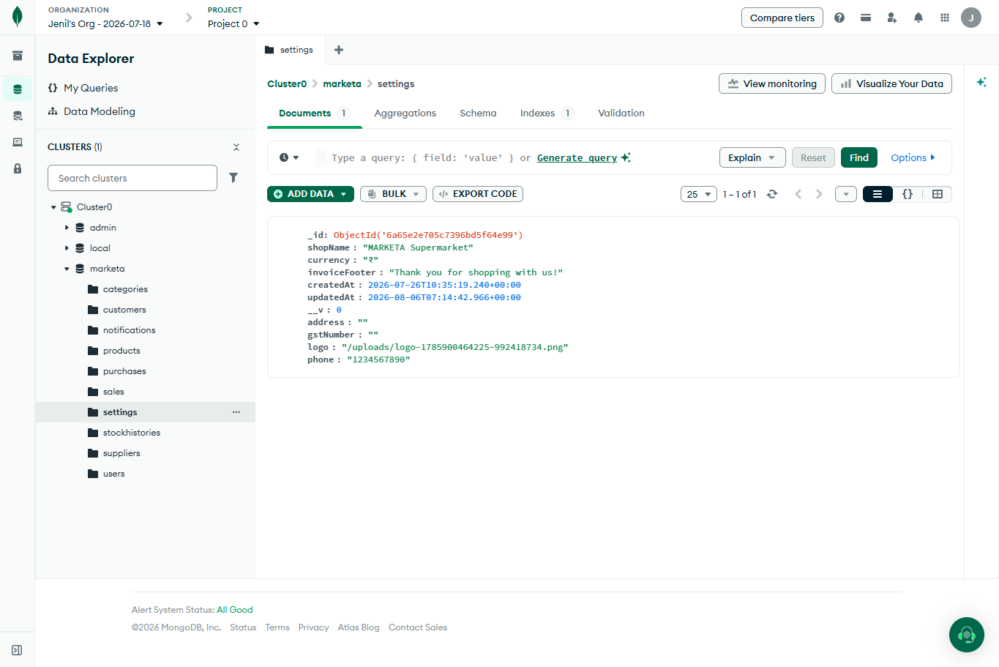 ORGANIZATION
Jenil's Org - 2026-07-18
PROJECT
Project 0
Compare tiers
J
Data Explorer
My Queries
Data Modeling
CLUSTERS (1)
Search clusters
Cluster0
admin
local
marketa
categories
customers
notifications
products
purchases
sales
settings
stockhistories
suppliers
users
settings
Cluster0 > marketa > settings
View monitoring
Visualize Your Data
Documents 1
Aggregations
Schema
Indexes 1
Validation
Type a query: { field: 'value' } or Generate query
Explain
Reset
Find
Options
ADD DATA
BULK
EXPORT CODE
25
1 – 1 of 1
_id: ObjectId('6a65e2e705c7396bd5f64e99')
shopName : "MARKETA Supermarket"
currency : "₹"
invoiceFooter : "Thank you for shopping with us!"
createdAt : 2026-07-26T10:35:19.240+00:00
updatedAt : 2026-08-06T07:14:42.966+00:00
__v : 0
address : ""
gstNumber : ""
logo : "/uploads/logo-1785900464225-992418734.png"
phone : "1234567890"
Alert System Status: All Good
©2026 MongoDB, Inc. Status Terms Privacy Atlas Blog Contact Sales